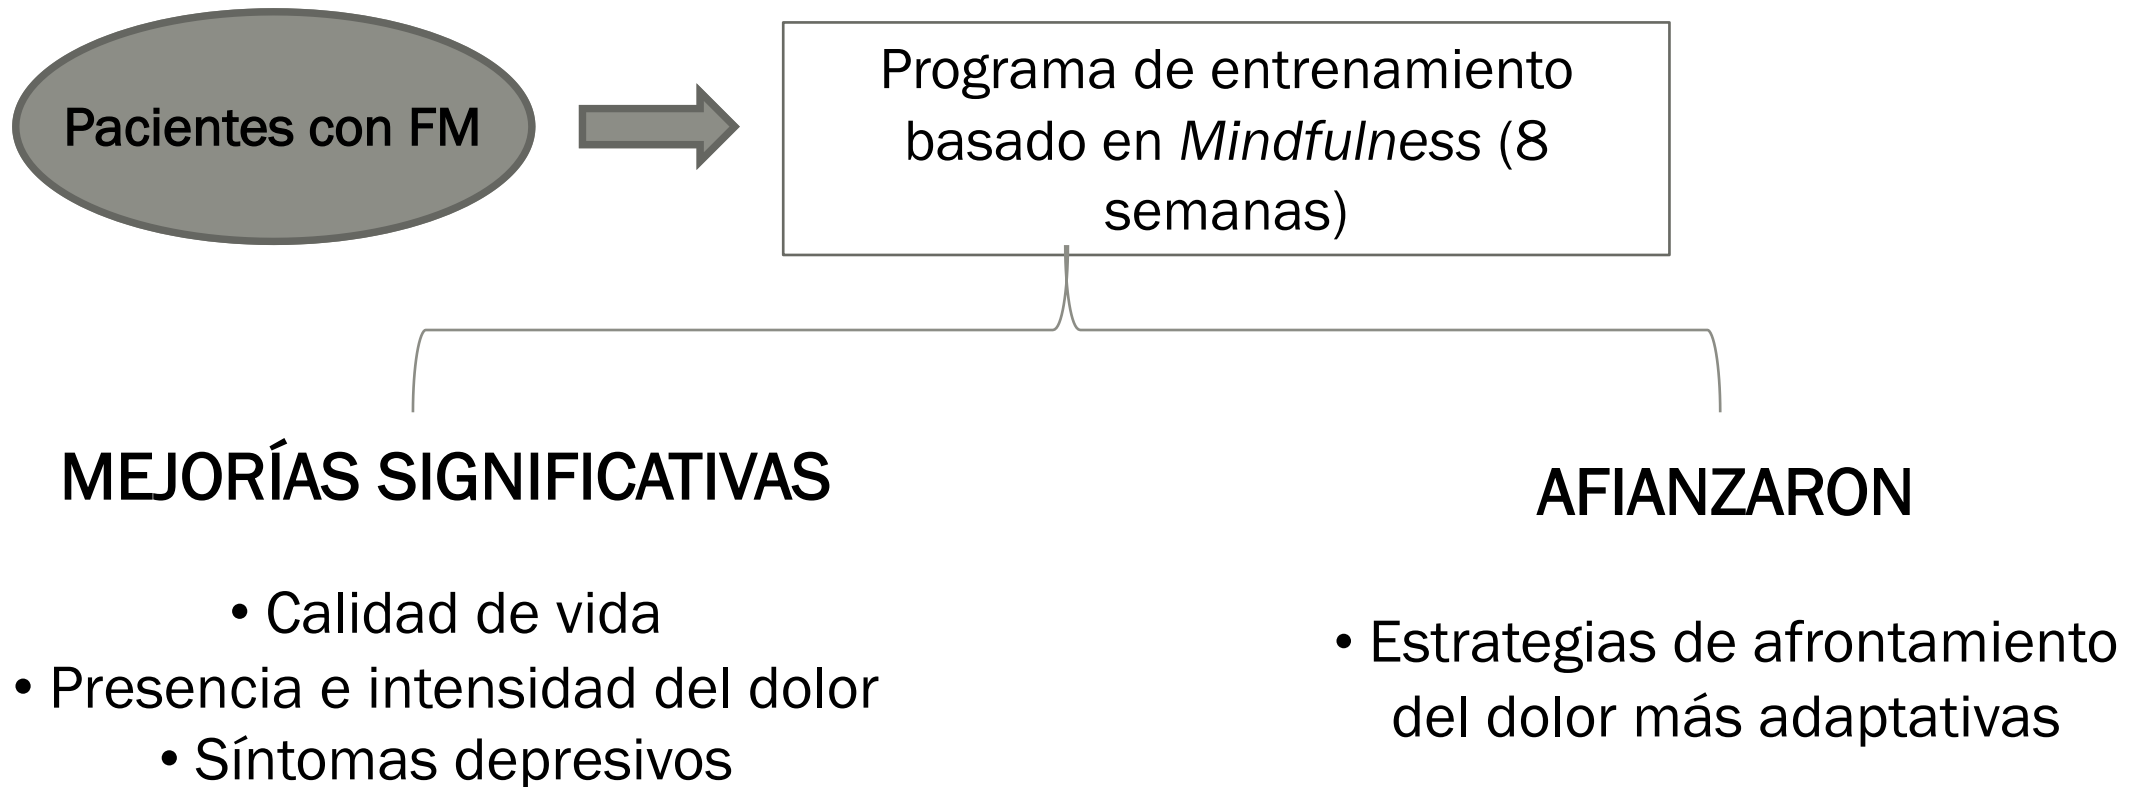 Pacientes con FM
Programa de entrenamiento
basado en Mindfulness (8
semanas)
MEJORÍAS SIGNIFICATIVAS
• Calidad de vida
• Presencia e intensidad del dolor
• Síntomas depresivos
AFIANZARON
• Estrategias de afrontamiento
del dolor más adaptativas